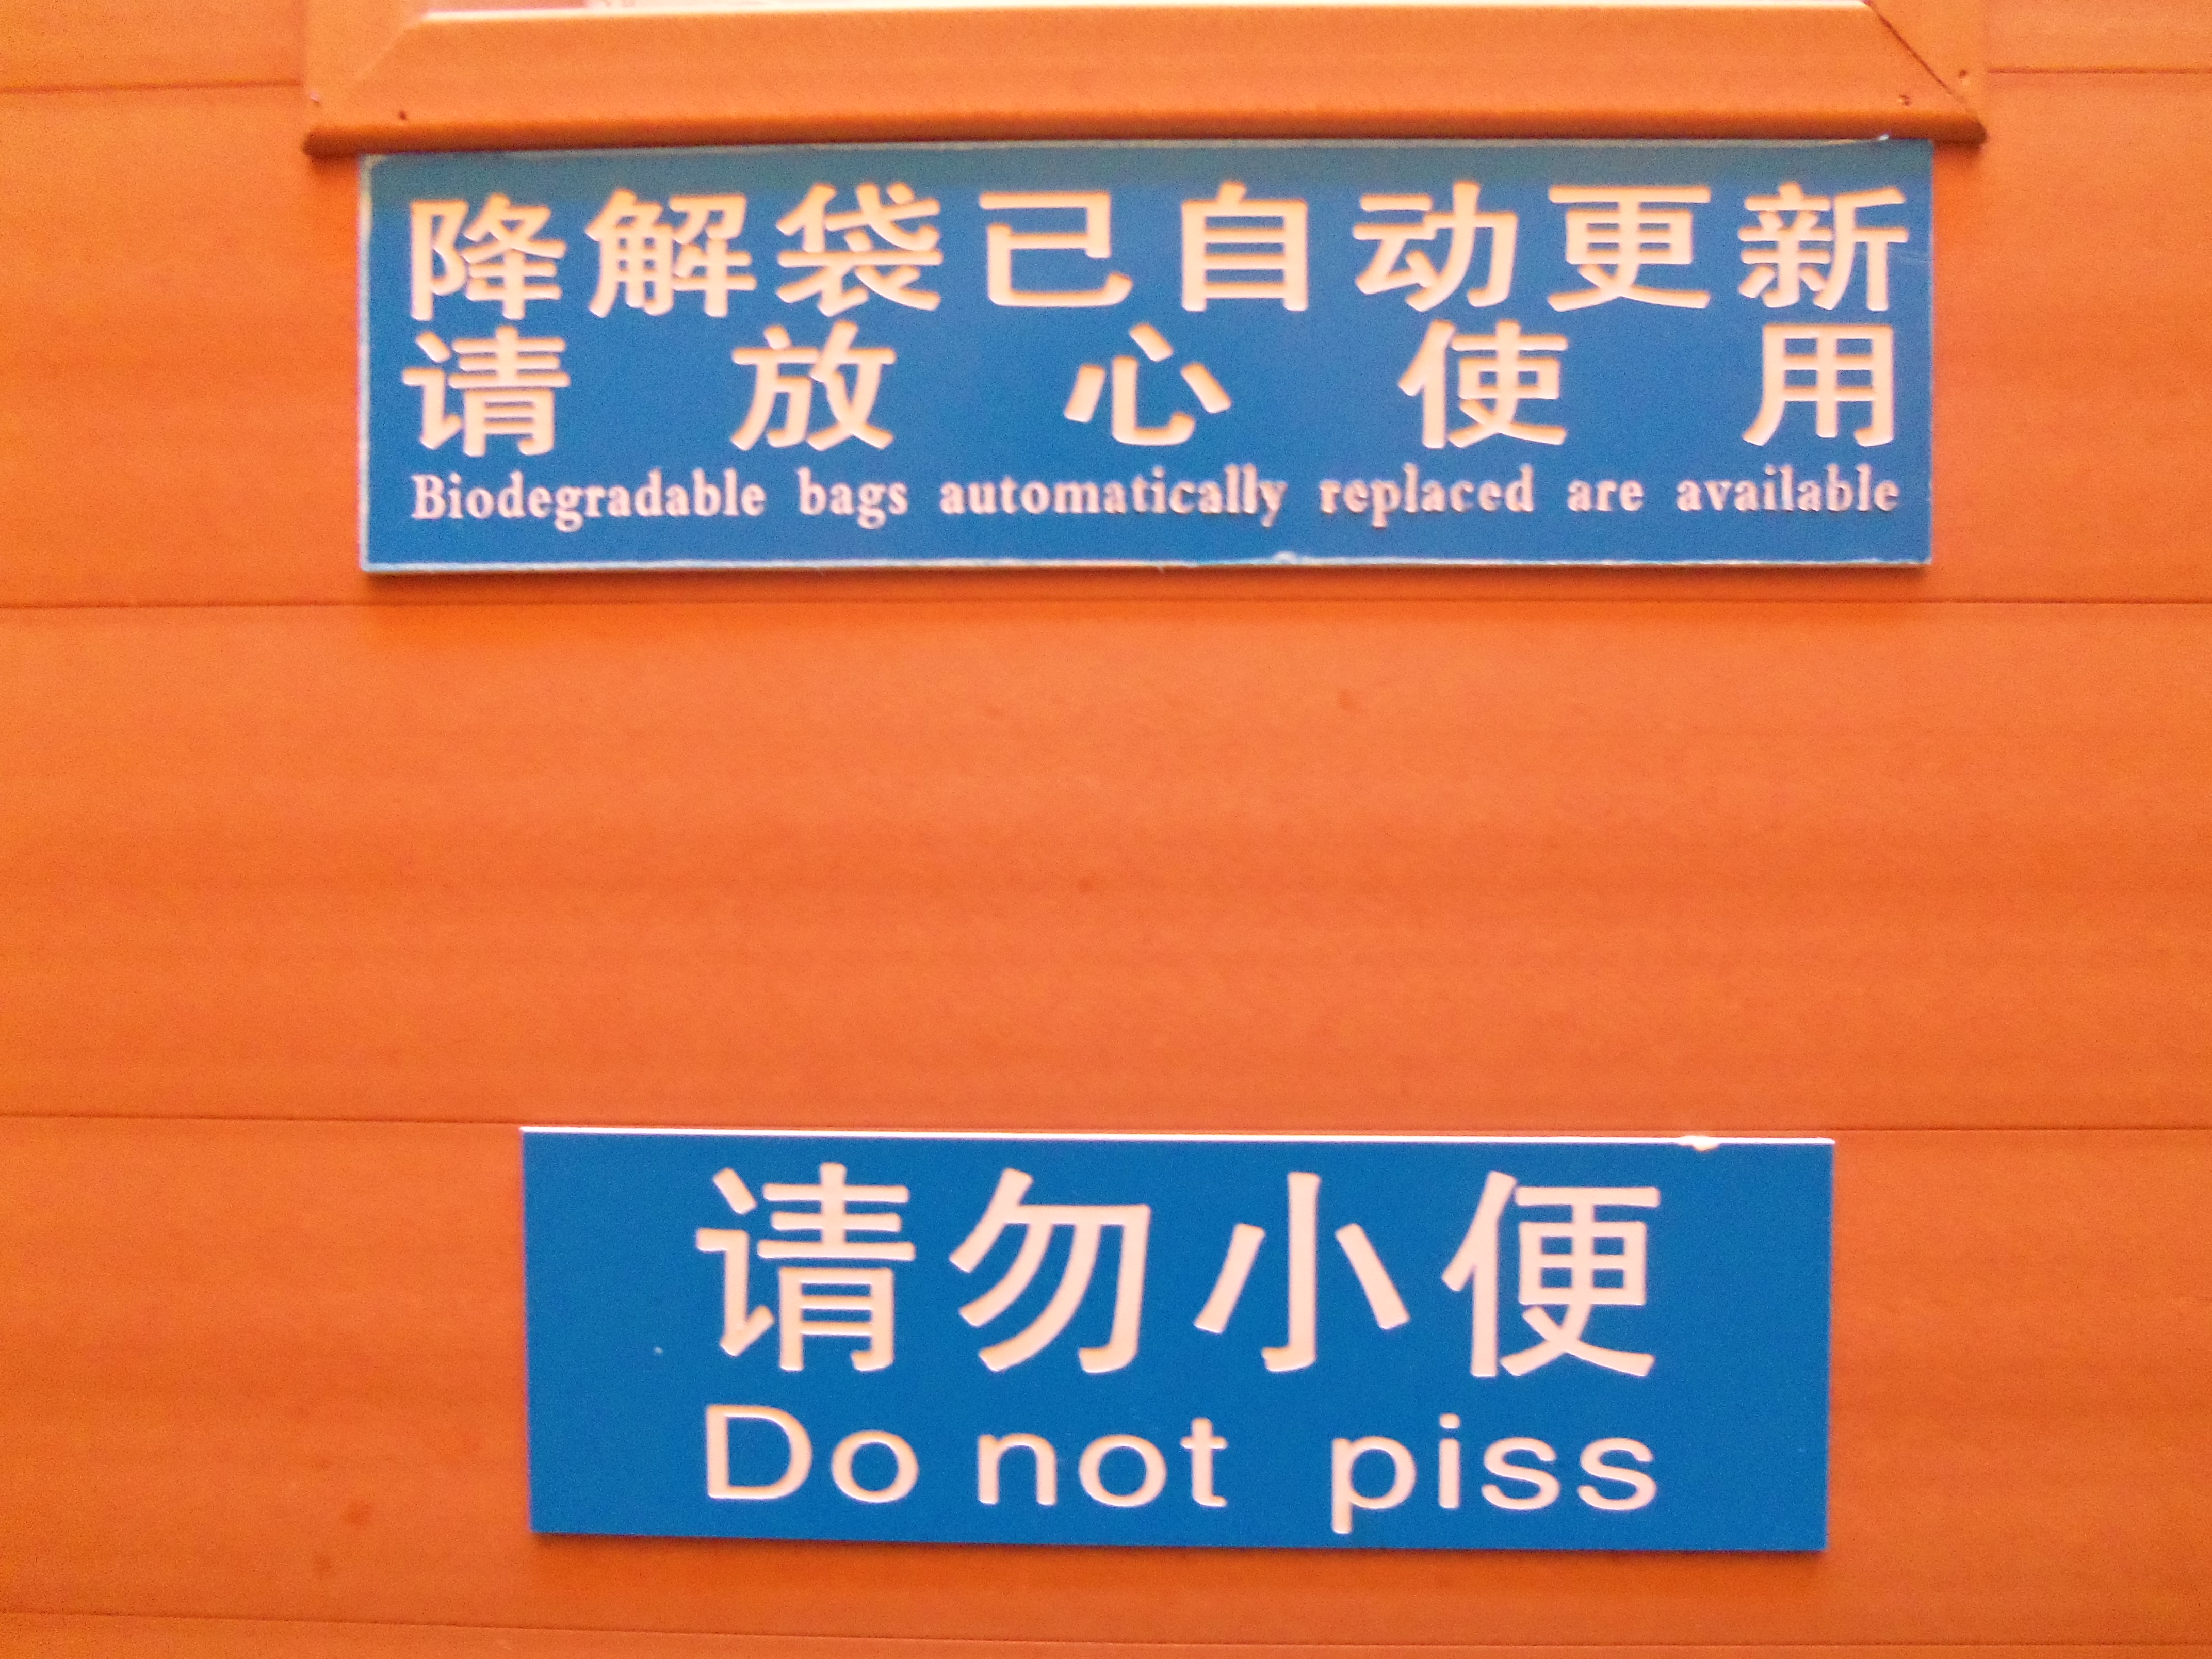 降解袋已自动更新
请放心使用
Biodegradable bags automatically replaced are available
请勿小便
Do not piss